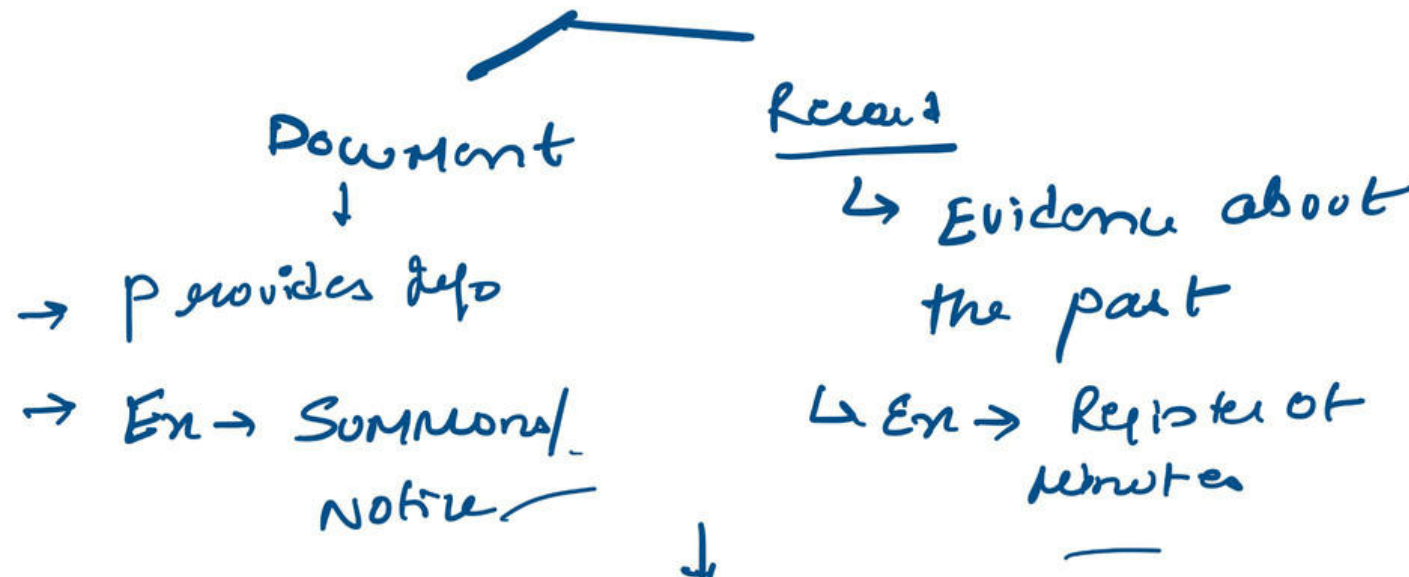 Document
↓
→ Provides Info
→ Ex → Summons/
Notice
Record
↳ Evidence about
the past
↳ Ex → Register of
Minutes
↓